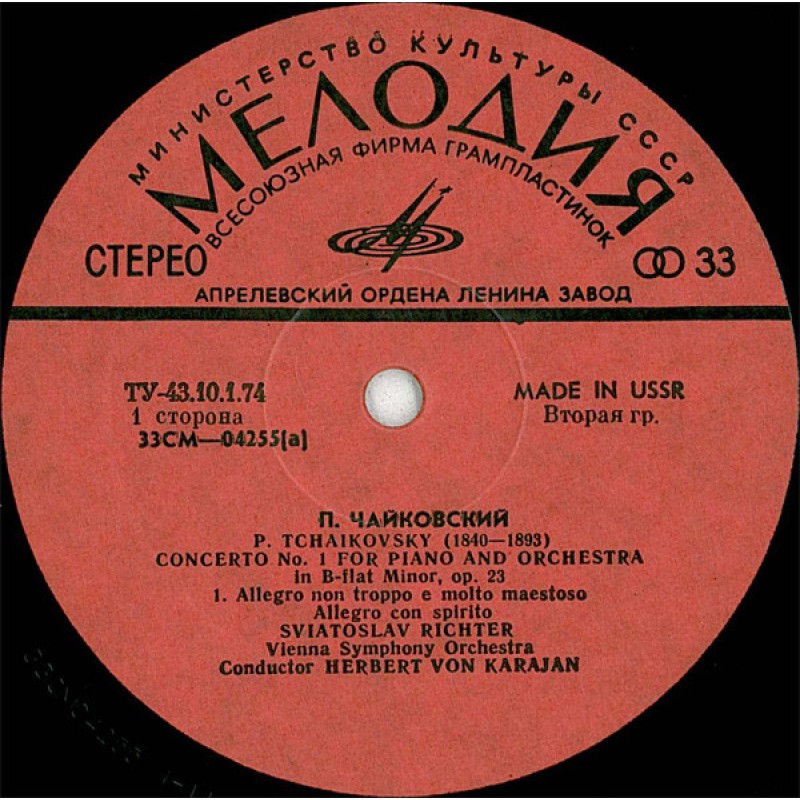 МИНИСТЕРСТВО КУЛЬТУРЫ СССР
МЕЛОДИЯ
ВСЕСОЮЗНАЯ ФИРМА ГРАМПЛАСТИНОК
СТЕРЕО 33
АПРЕЛЕВСКИЙ ОРДЕНА ЛЕНИНА ЗАВОД
ТУ-43.10.1.74 MADE IN USSR
1 сторона Вторая гр.
33СМ—04255(а)
П. ЧАЙКОВСКИЙ
P. TCHAIKOVSKY (1840—1893)
CONCERTO No. 1 FOR PIANO AND ORCHESTRA
in B-flat Minor, op. 23
1. Allegro non troppo e molto maestoso
Allegro con spirito
SVIATOSLAV RICHTER
Vienna Symphony Orchestra
Conductor HERBERT VON KARAJAN